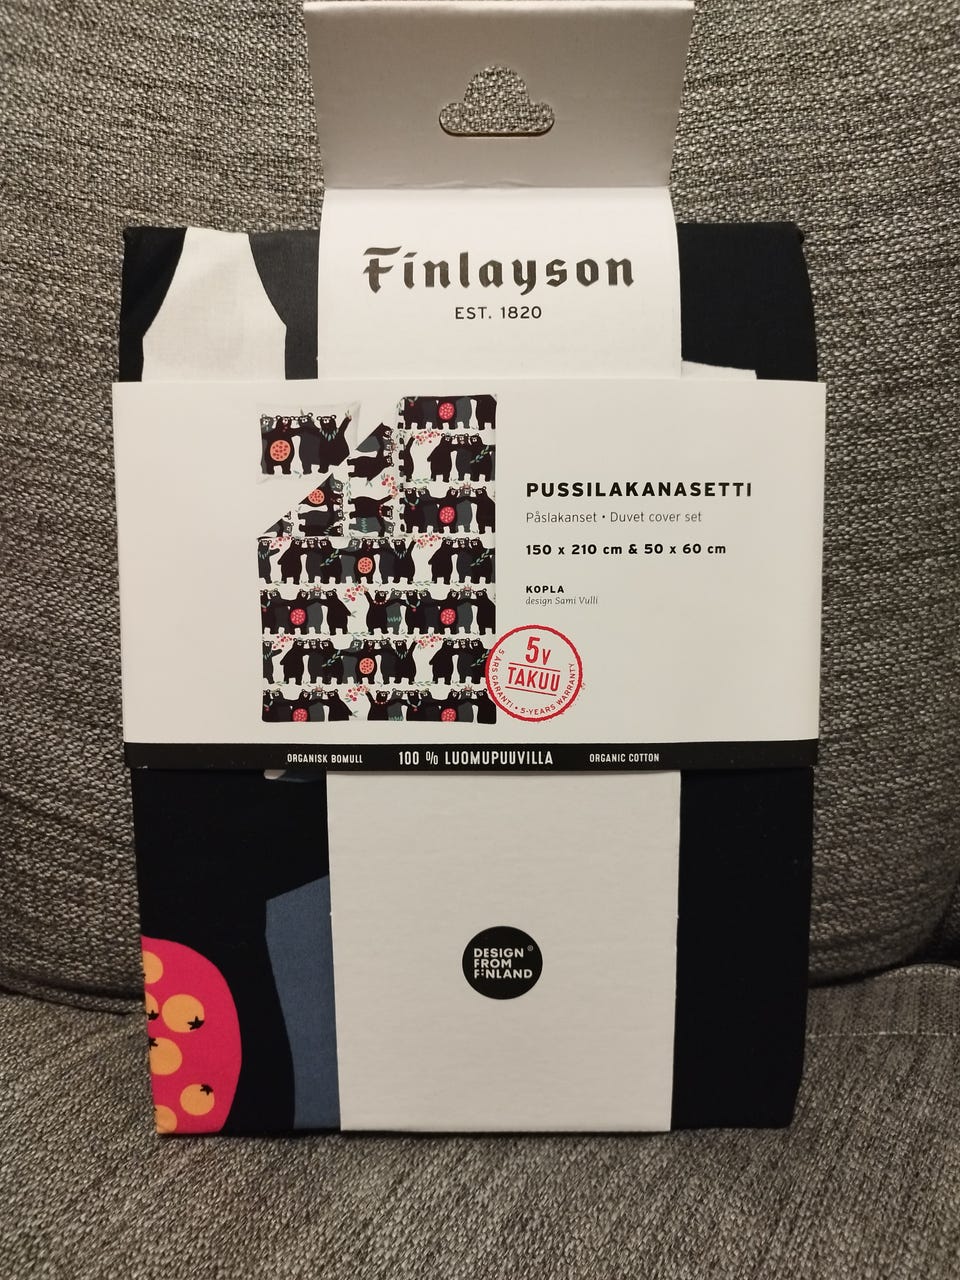 Finlayson
EST. 1820
PUSSILAKANASETTI
Påslakanset • Duvet cover set
150 x 210 cm & 50 x 60 cm
KOPLA
design Sami Vulli
5V
TAKUU
5 ÅRS GARANTI • 5-YEARS WARRANTY
ORGANISK BOMULL 100 % LUOMUPUUVILLA ORGANIC COTTON
DESIGN ®
FROM
FINLAND